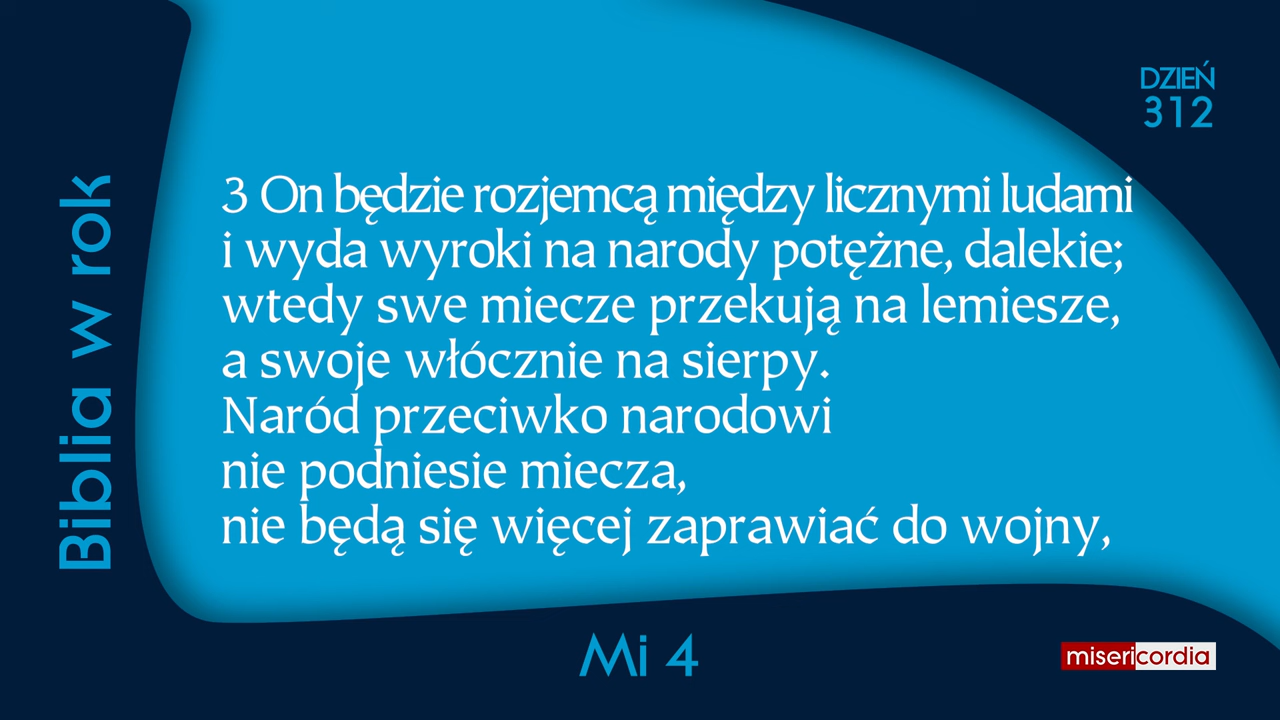 DZIEŃ
312
Biblia w rok
3 On będzie rozjemcą między licznymi ludami
i wyda wyroki na narody potężne, dalekie;
wtedy swe miecze przekują na lemiesze,
a swoje włócznie na sierpy.
Naród przeciwko narodowi
nie podniesie miecza,
nie będą się więcej zaprawiać do wojny,
Mi 4
misericordia